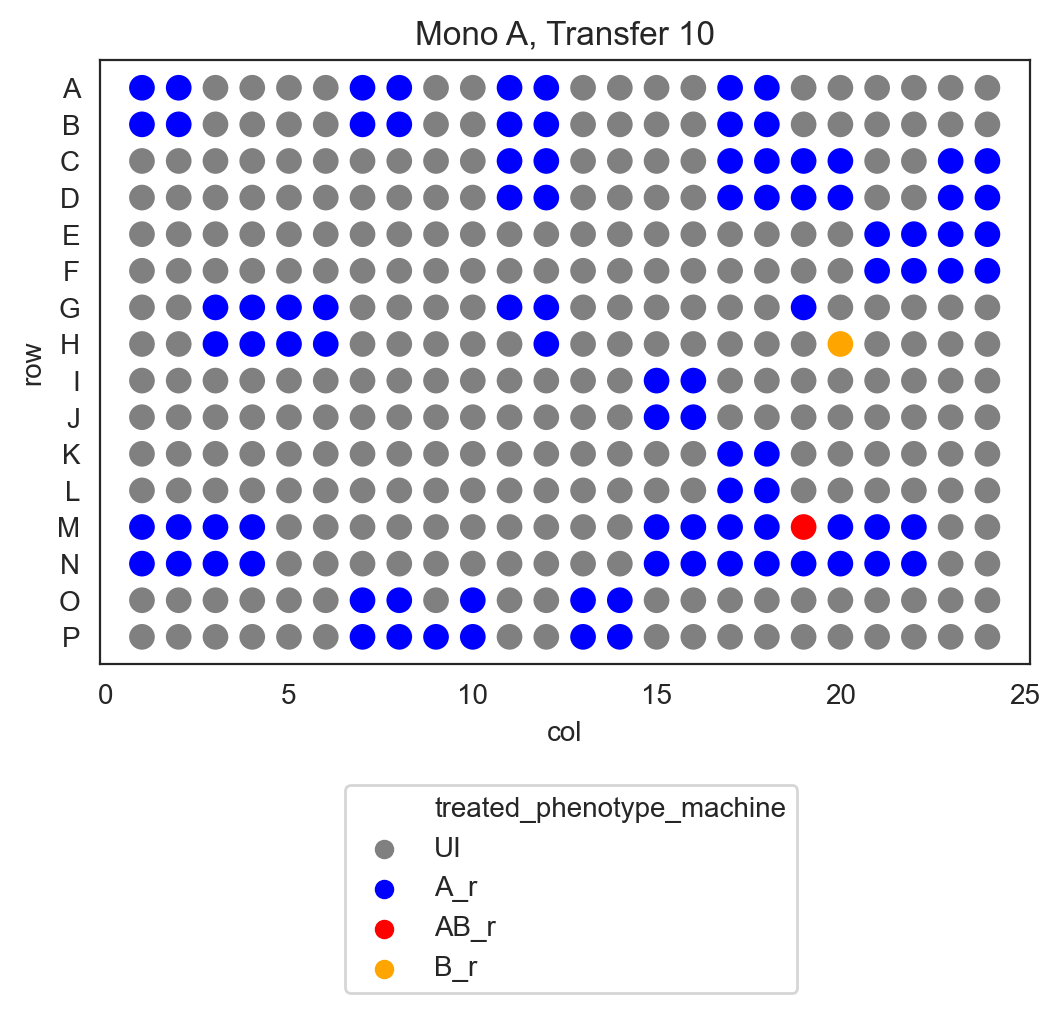 Mono A, Transfer 10
A
B
C
D
E
F
G
H
I
J
K
L
M
N
O
P
row
0 5 10 15 20 25
col
treated_phenotype_machine
UI
A_r
AB_r
B_r